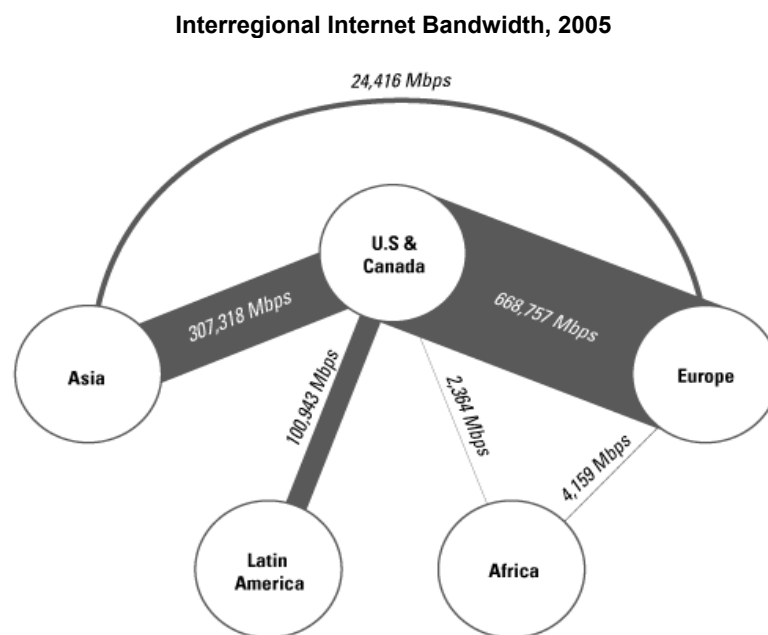 Interregional Internet Bandwidth, 2005
24,416 Mbps
U.S &
Canada
307,318 Mbps
668,757 Mbps
Asia
Europe
100,943 Mbps
2,364 Mbps
4,159 Mbps
Latin
America
Africa